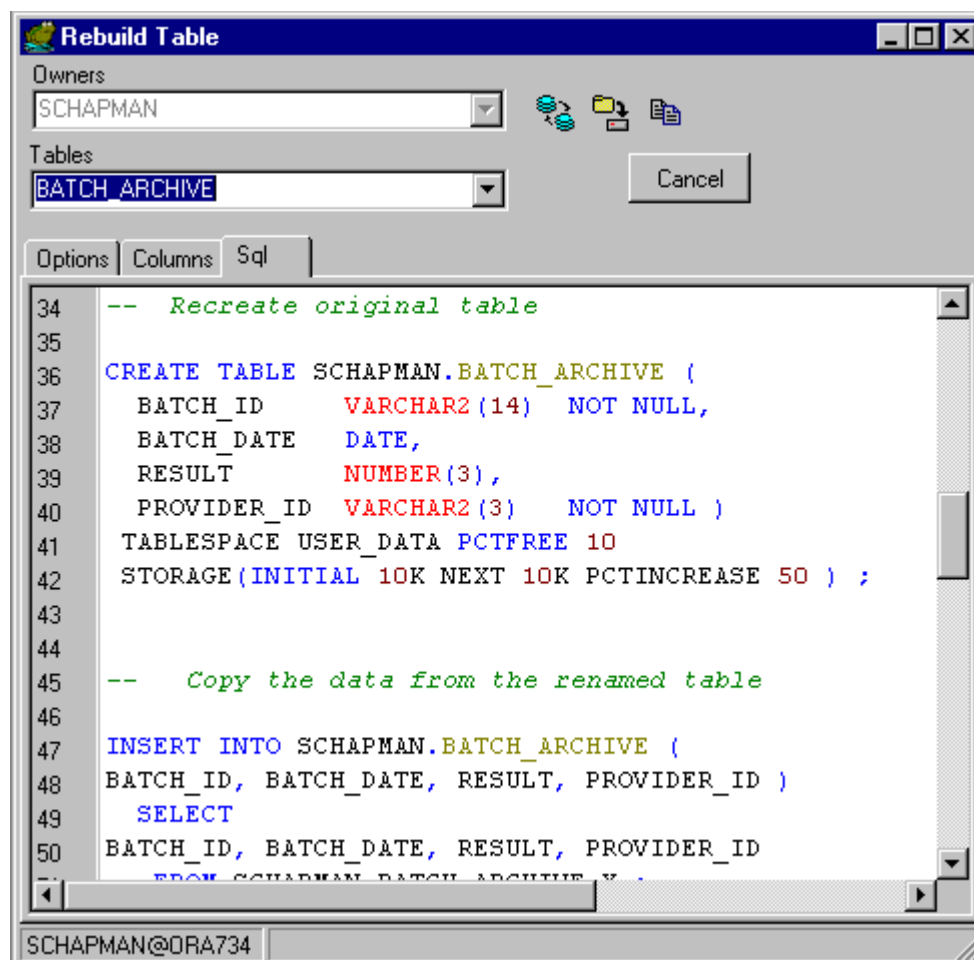 Rebuild Table
Owners
SCHAPMAN
Tables
BATCH_ARCHIVE
Cancel
Options Columns Sql
34 -- Recreate original table
35
36 CREATE TABLE SCHAPMAN.BATCH_ARCHIVE (
37 BATCH_ID VARCHAR2(14) NOT NULL,
38 BATCH_DATE DATE,
39 RESULT NUMBER(3),
40 PROVIDER_ID VARCHAR2(3) NOT NULL )
41 TABLESPACE USER_DATA PCTFREE 10
42 STORAGE(INITIAL 10K NEXT 10K PCTINCREASE 50 ) ;
43
44
45 -- Copy the data from the renamed table
46
47 INSERT INTO SCHAPMAN.BATCH_ARCHIVE (
48 BATCH_ID, BATCH_DATE, RESULT, PROVIDER_ID )
49 SELECT
50 BATCH_ID, BATCH_DATE, RESULT, PROVIDER_ID
FROM SCHAPMAN
SCHAPMAN@ORA734